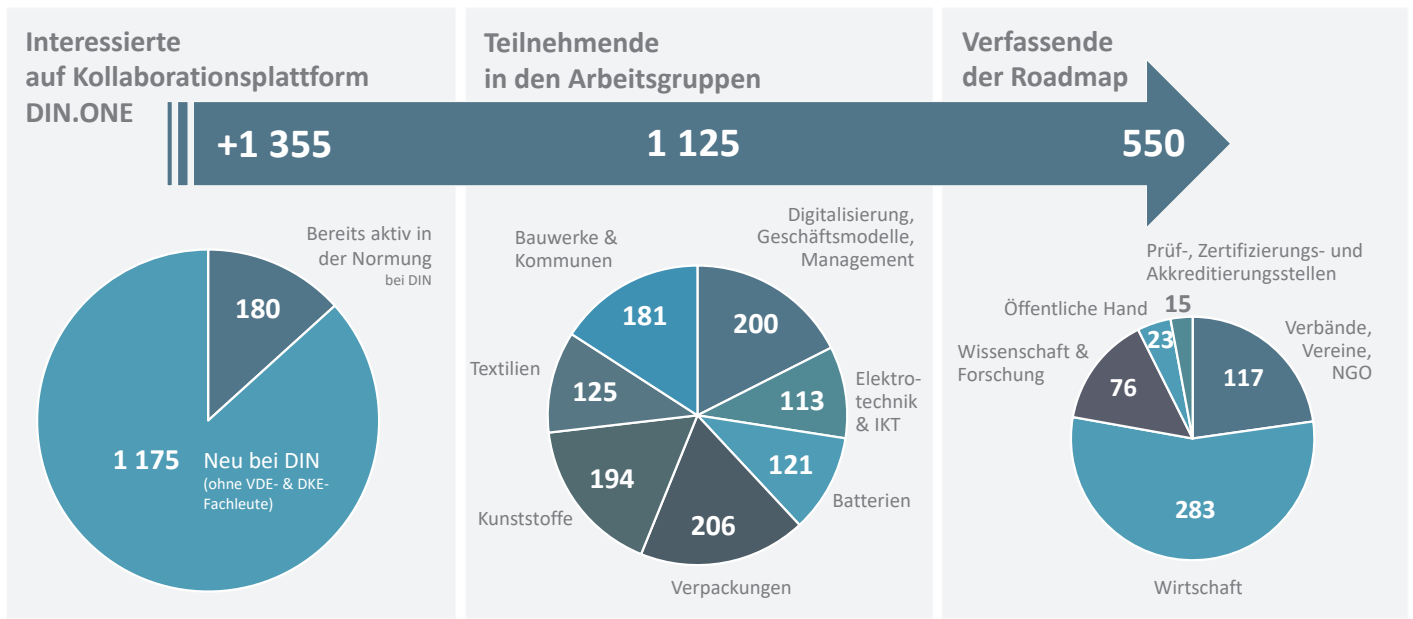 Interessierte
auf Kollaborationsplattform
DIN.ONE
+1 355
Bereits aktiv in
der Normung
bei DIN
180
1 175 Neu bei DIN
(ohne VDE- & DKE-
Fachleute)
Teilnehmende
in den Arbeitsgruppen
1 125
Digitalisierung,
Geschäftsmodelle,
Management
Bauwerke &
Kommunen
181
200
Textilien
125
Elektro-
technik
& IKT
113
121
Batterien
194
Kunststoffe
206
Verpackungen
Verfassende
der Roadmap
550
Prüf-, Zertifizierungs- und
Akkreditierungsstellen
15
Öffentliche Hand
23
Verbände,
Vereine,
NGO
117
Wissenschaft &
Forschung
76
283
Wirtschaft